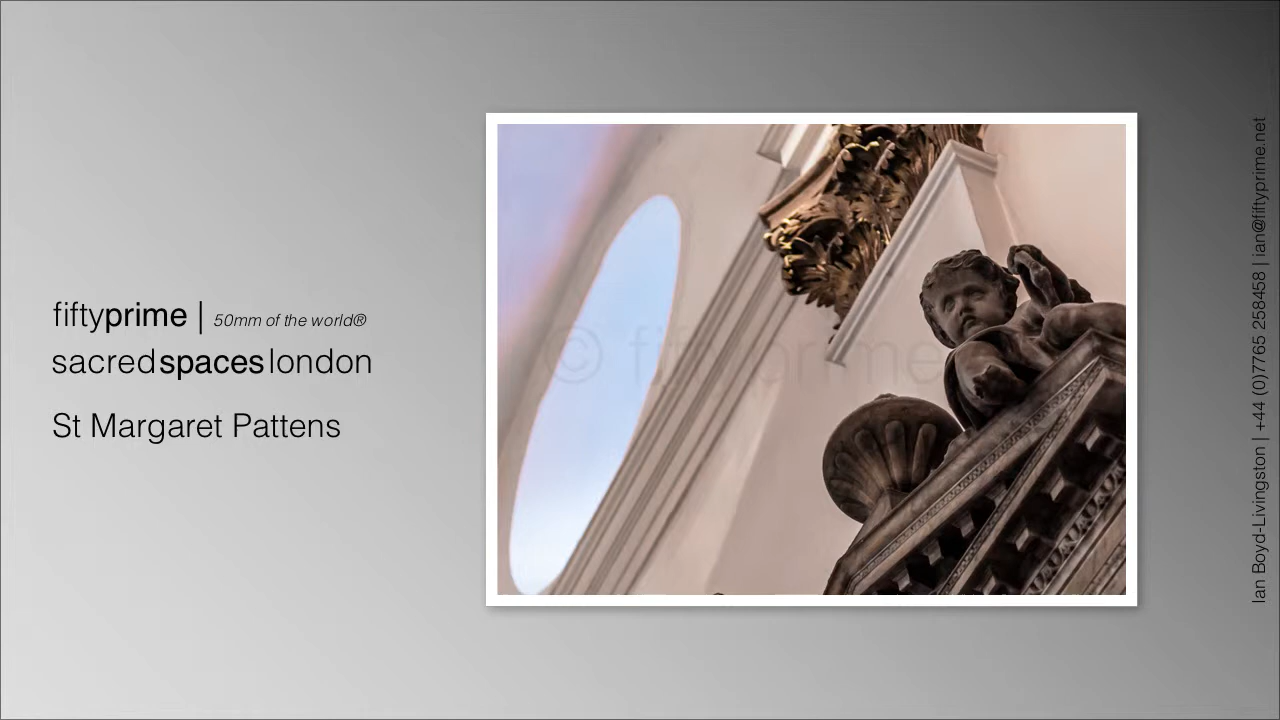 fiftyprime | 50mm of the world®
sacredspaceslondon
St Margaret Pattens
© fiftyprime
Ian Boyd-Livingston | +44 (0)7765 258458 | ian@fiftyprime.net